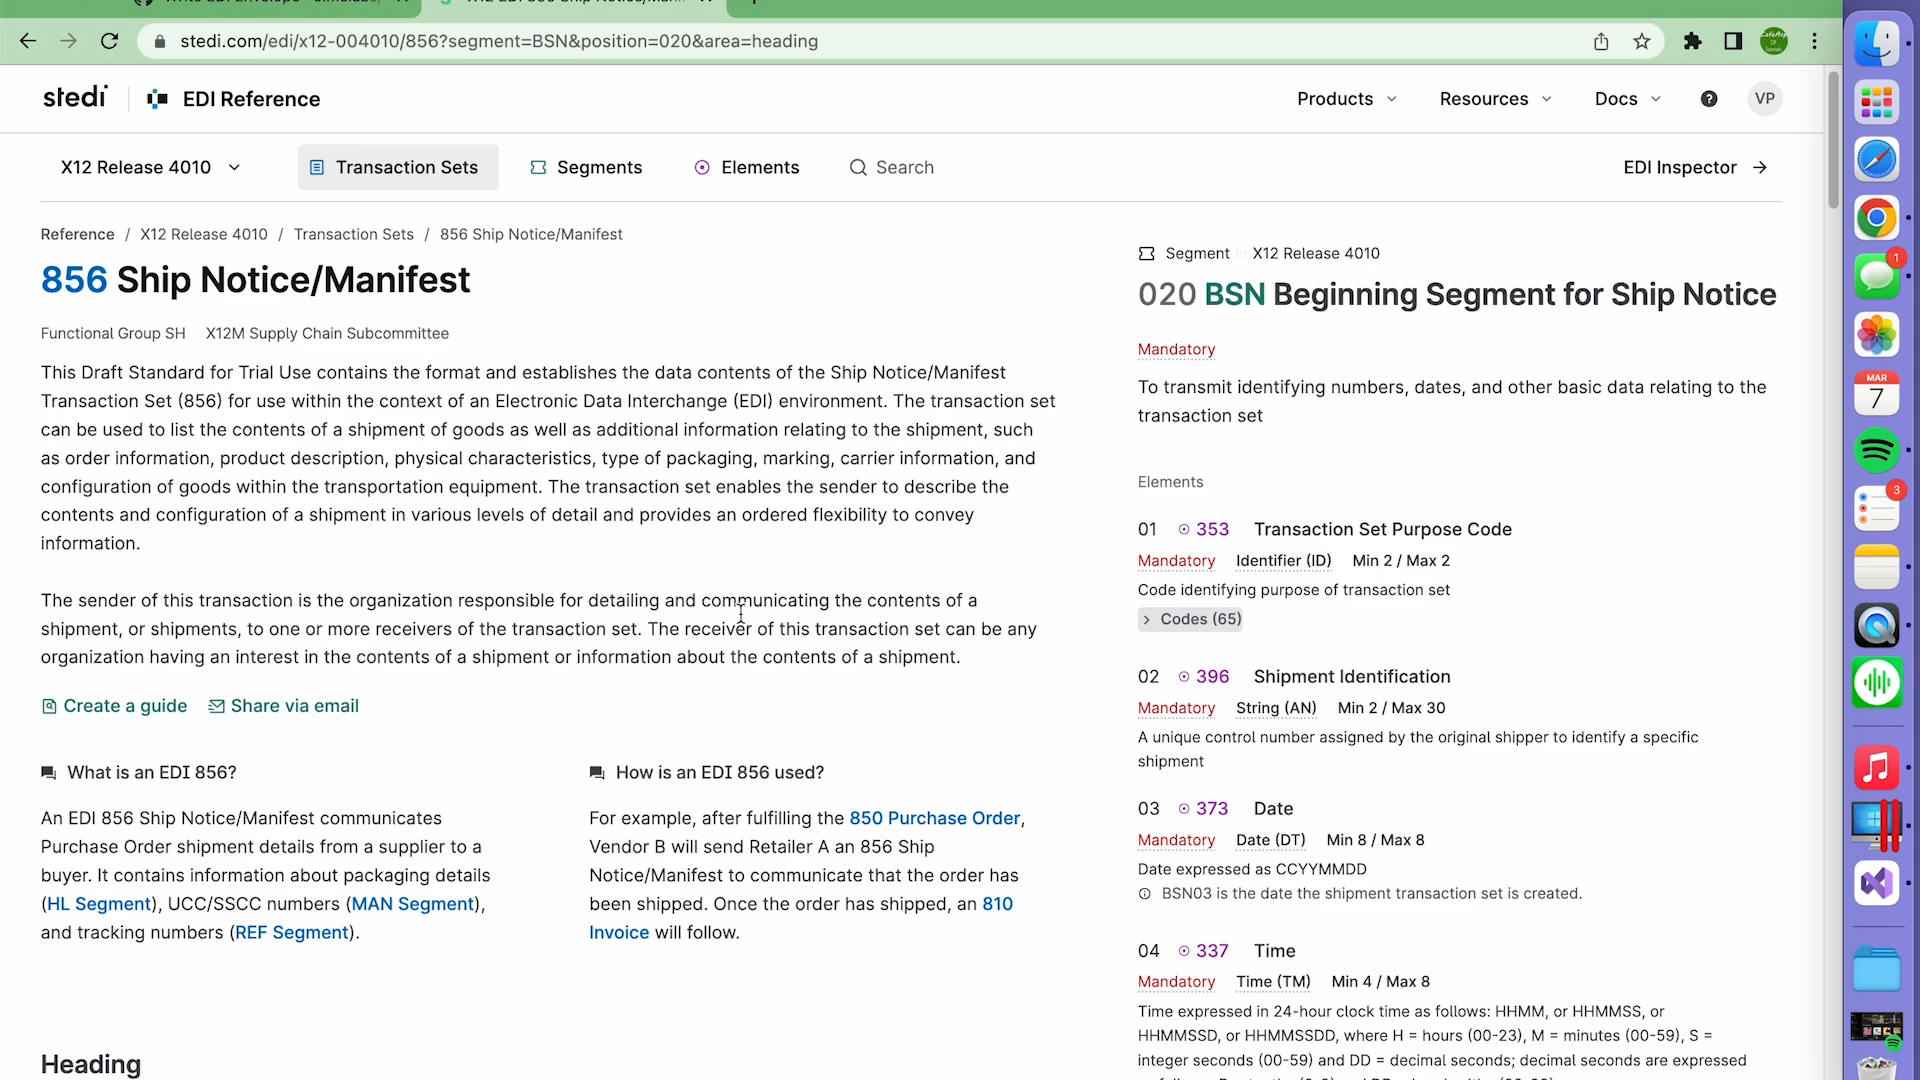 stedi.com/edi/x12-004010/856?segment=BSN&position=020&area=heading
stedi
EDI Reference
Products
Resources
Docs
VP
X12 Release 4010
Transaction Sets
Segments
Elements
Search
EDI Inspector
Reference / X12 Release 4010 / Transaction Sets / 856 Ship Notice/Manifest
856 Ship Notice/Manifest
Functional Group SH X12M Supply Chain Subcommittee
This Draft Standard for Trial Use contains the format and establishes the data contents of the Ship Notice/Manifest
Transaction Set (856) for use within the context of an Electronic Data Interchange (EDI) environment. The transaction set
can be used to list the contents of a shipment of goods as well as additional information relating to the shipment, such
as order information, product description, physical characteristics, type of packaging, marking, carrier information, and
configuration of goods within the transportation equipment. The transaction set enables the sender to describe the
contents and configuration of a shipment in various levels of detail and provides an ordered flexibility to convey
information.
The sender of this transaction is the organization responsible for detailing and communicating the contents of a
shipment, or shipments, to one or more receivers of the transaction set. The receiver of this transaction set can be any
organization having an interest in the contents of a shipment or information about the contents of a shipment.
Create a guide
Share via email
What is an EDI 856?
An EDI 856 Ship Notice/Manifest communicates
Purchase Order shipment details from a supplier to a
buyer. It contains information about packaging details
(HL Segment), UCC/SSCC numbers (MAN Segment),
and tracking numbers (REF Segment).
How is an EDI 856 used?
For example, after fulfilling the 850 Purchase Order,
Vendor B will send Retailer A an 856 Ship
Notice/Manifest to communicate that the order has
been shipped. Once the order has shipped, an 810
Invoice will follow.
Heading
Segment in X12 Release 4010
020 BSN Beginning Segment for Ship Notice
Mandatory
To transmit identifying numbers, dates, and other basic data relating to the
transaction set
Elements
01 353 Transaction Set Purpose Code
Mandatory Identifier (ID) Min 2 / Max 2
Code identifying purpose of transaction set
Codes (65)
02 396 Shipment Identification
Mandatory String (AN) Min 2 / Max 30
A unique control number assigned by the original shipper to identify a specific
shipment
03 373 Date
Mandatory Date (DT) Min 8 / Max 8
Date expressed as CCYYMMDD
BSN03 is the date the shipment transaction set is created.
04 337 Time
Mandatory Time (TM) Min 4 / Max 8
Time expressed in 24-hour clock time as follows: HHMM, or HHMMSS, or
HHMMSSD, or HHMMSSDD, where H = hours (00-23), M = minutes (00-59), S =
integer seconds (00-59) and DD = decimal seconds; decimal seconds are expressed
1
MAR
7
3